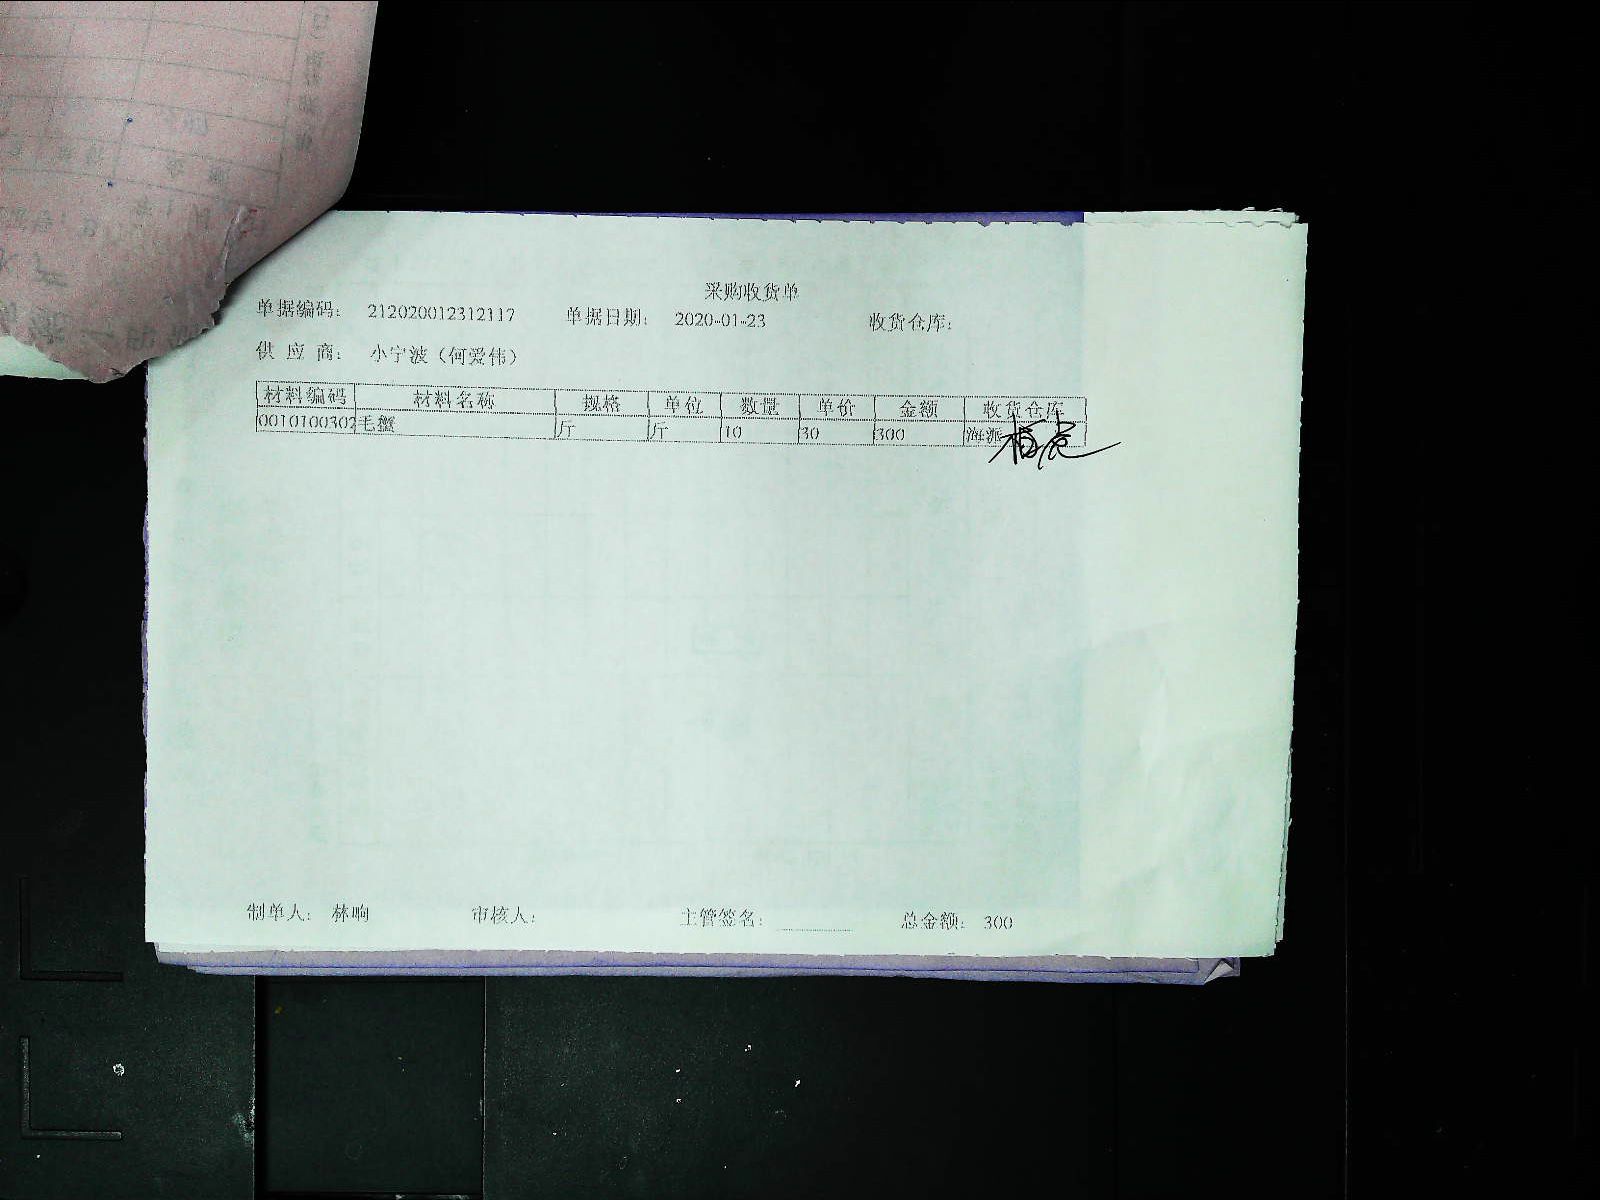 采购收货单
单据编码: 212020012312117 单据日期: 2020-01-23 收货仓库:
供应商: 小宁波（何爱伟）
材料编码 材料名称 规格 单位 数量 单价 金额 收货仓库
0010100302 毛蟹 斤 斤 10 30 300 海派
制单人: 林响 审核人: 主管签名: 总金额: 300